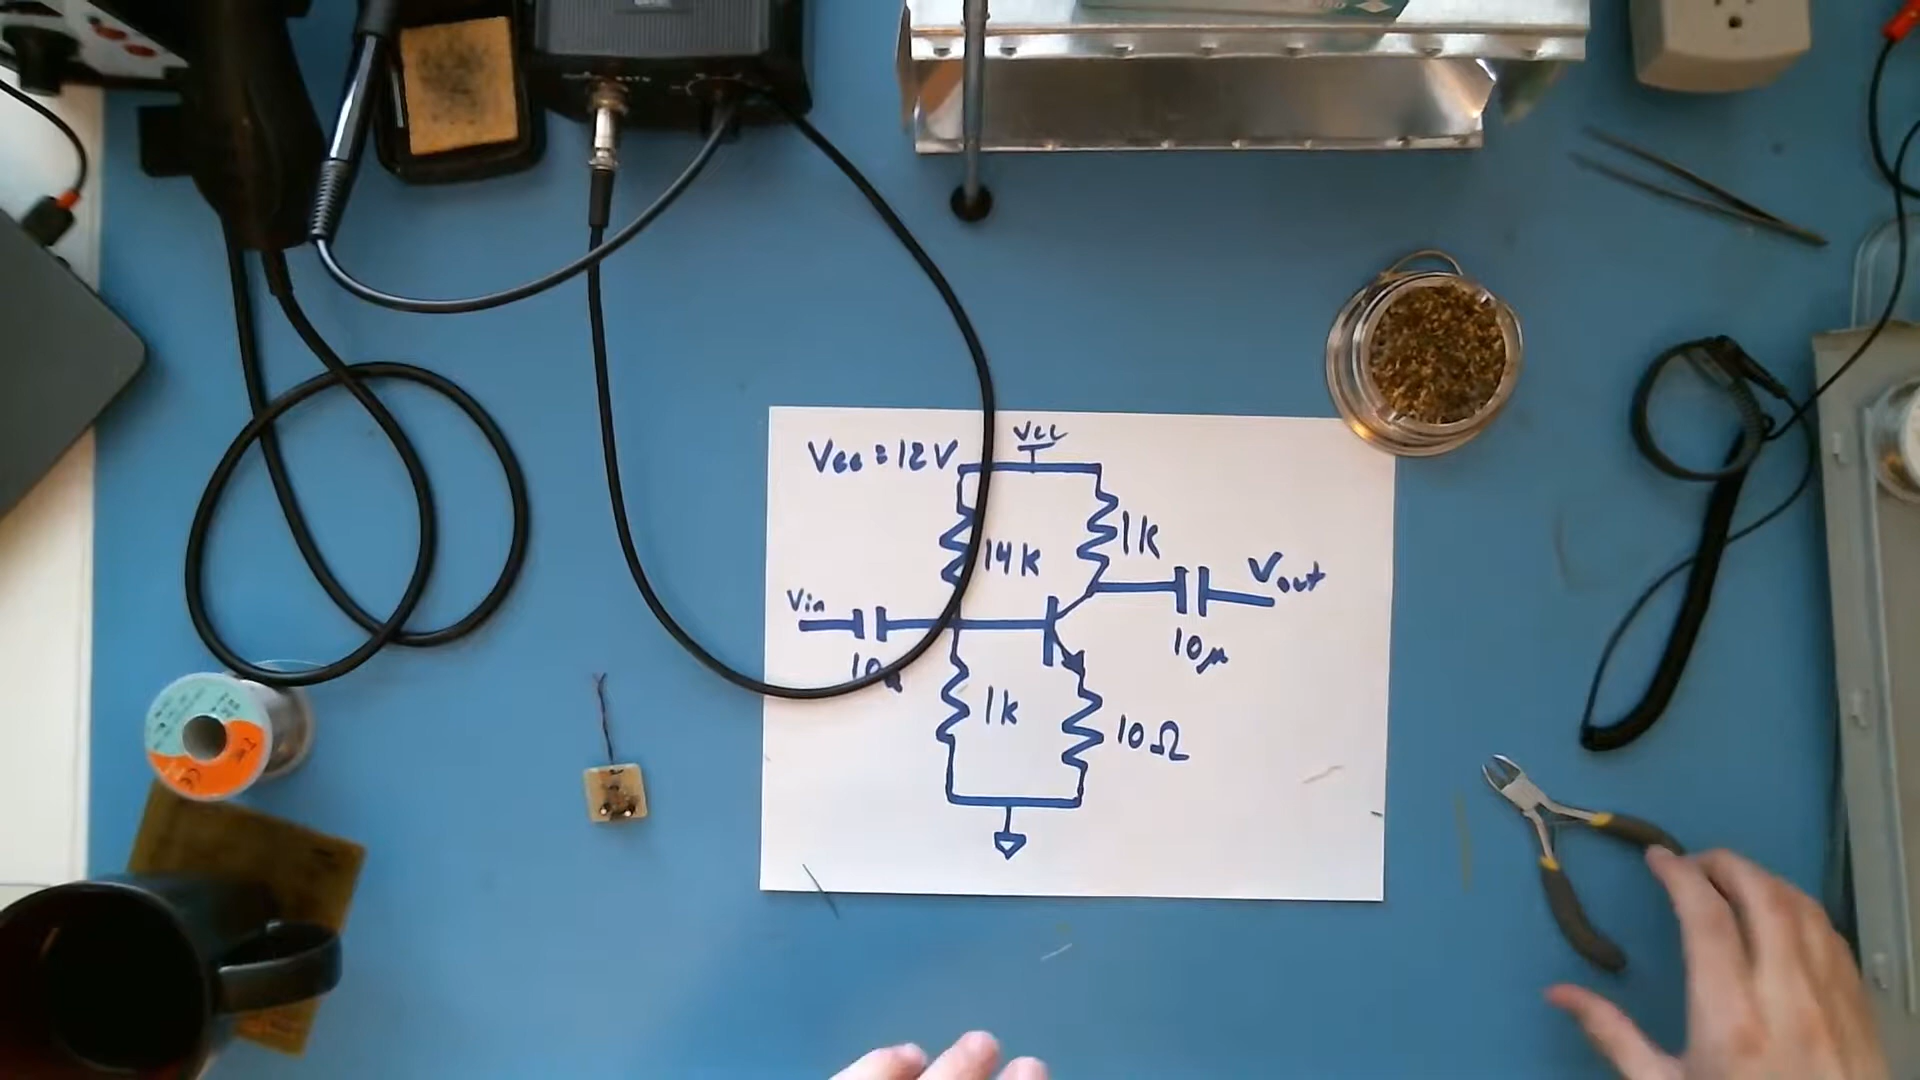 Vcc = 12V
Vcc
14k
1k
Vin
Vout
10µ
1k
10Ω